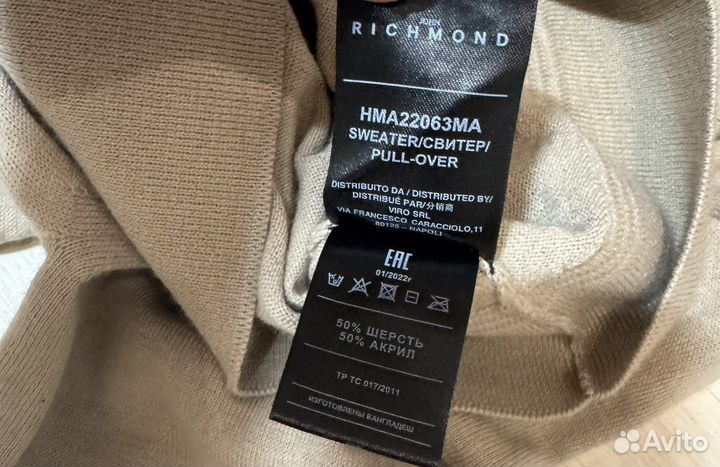 JOHN
RICHMOND
HMA22063MA
SWEATER/СВИТЕР/
PULL-OVER
DISTRIBUITO DA / DISTRIBUTED BY/
DISTRIBUÉ PAR/分销商
VIRO SRL
VIA FRANCESCO CARACCIOLO,11
80122 - NAPOLI
EAC
01/2022г
50% ШЕРСТЬ
50% АКРИЛ
ТР ТС 017/2011
ИЗГОТОВЛЕНЫ БАНГЛАДЕШ
Avito